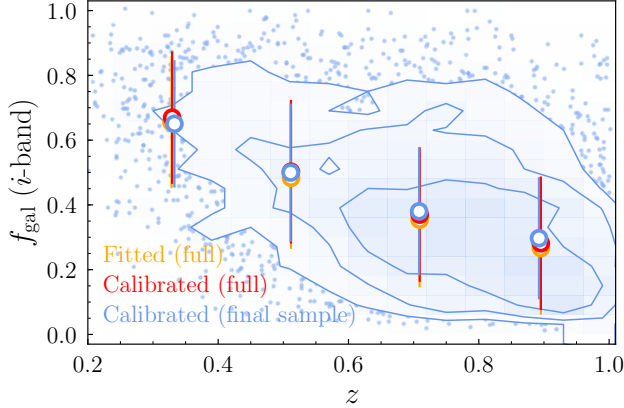 1.0
0.8
0.6
0.4
0.2
0.0
f_gal (i-band)
Fitted (full)
Calibrated (full)
Calibrated (final sample)
0.2 0.4 0.6 0.8 1.0
z